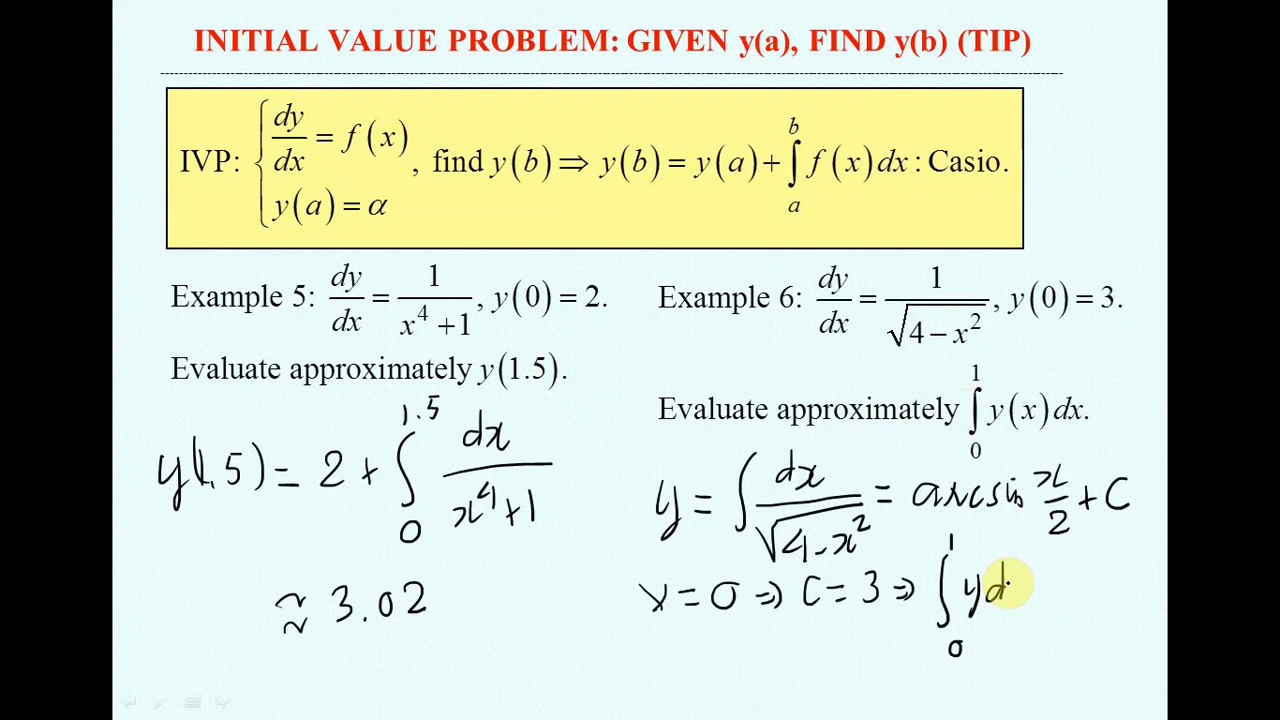 INITIAL VALUE PROBLEM: GIVEN y(a), FIND y(b) (TIP)
IVP: { dy/dx = f(x), y(a) = α , find y(b) ⇒ y(b) = y(a) + ∫_a^b f(x)dx : Casio.
Example 5: dy/dx = 1/(x^4 + 1), y(0) = 2.
Evaluate approximately y(1.5).
y(1.5) = 2 + ∫_0^1.5 dx/(x^4+1)
≈ 3.02
Example 6: dy/dx = 1/√(4 − x^2), y(0) = 3.
Evaluate approximately ∫_0^1 y(x)dx.
y = ∫ dx/√(4-x^2) = arcsin x/2 + C
x = 0 ⇒ C = 3 ⇒ ∫_0^1 yd